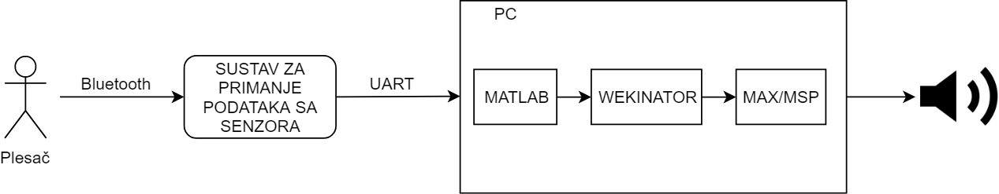 PC
Bluetooth
SUSTAV ZA
PRIMANJE
PODATAKA SA
SENZORA
UART
MATLAB
WEKINATOR
MAX/MSP
Plesač